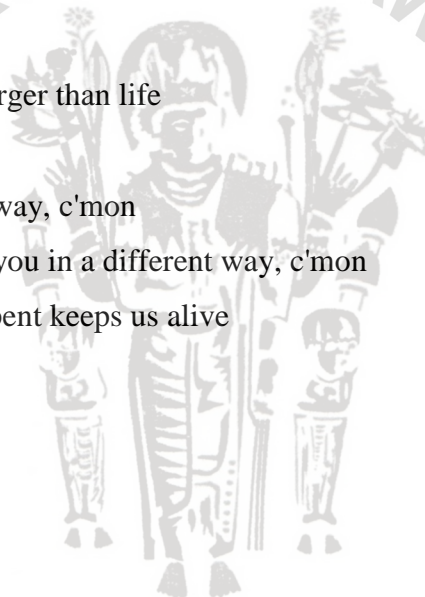 rger than life
way, c'mon
you in a different way, c'mon
pent keeps us alive